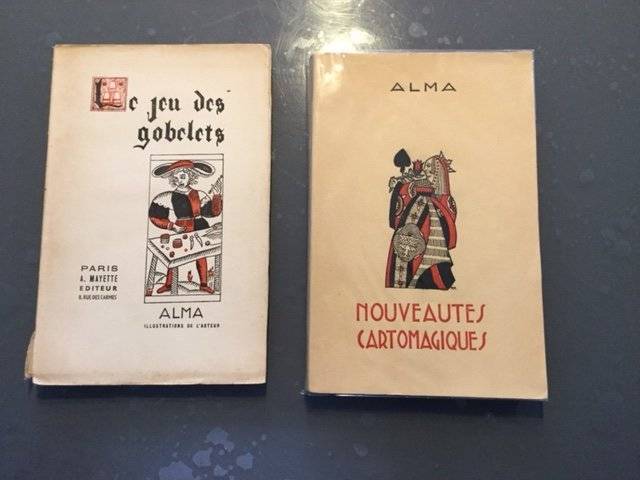 Le jeu des
gobelets
PARIS
A. MAYETTE
EDITEUR
8, RUE DES CARMES
ALMA
ILLUSTRATIONS DE L'AUTEUR
ALMA
NOUVEAUTES
CARTOMAGIQUES